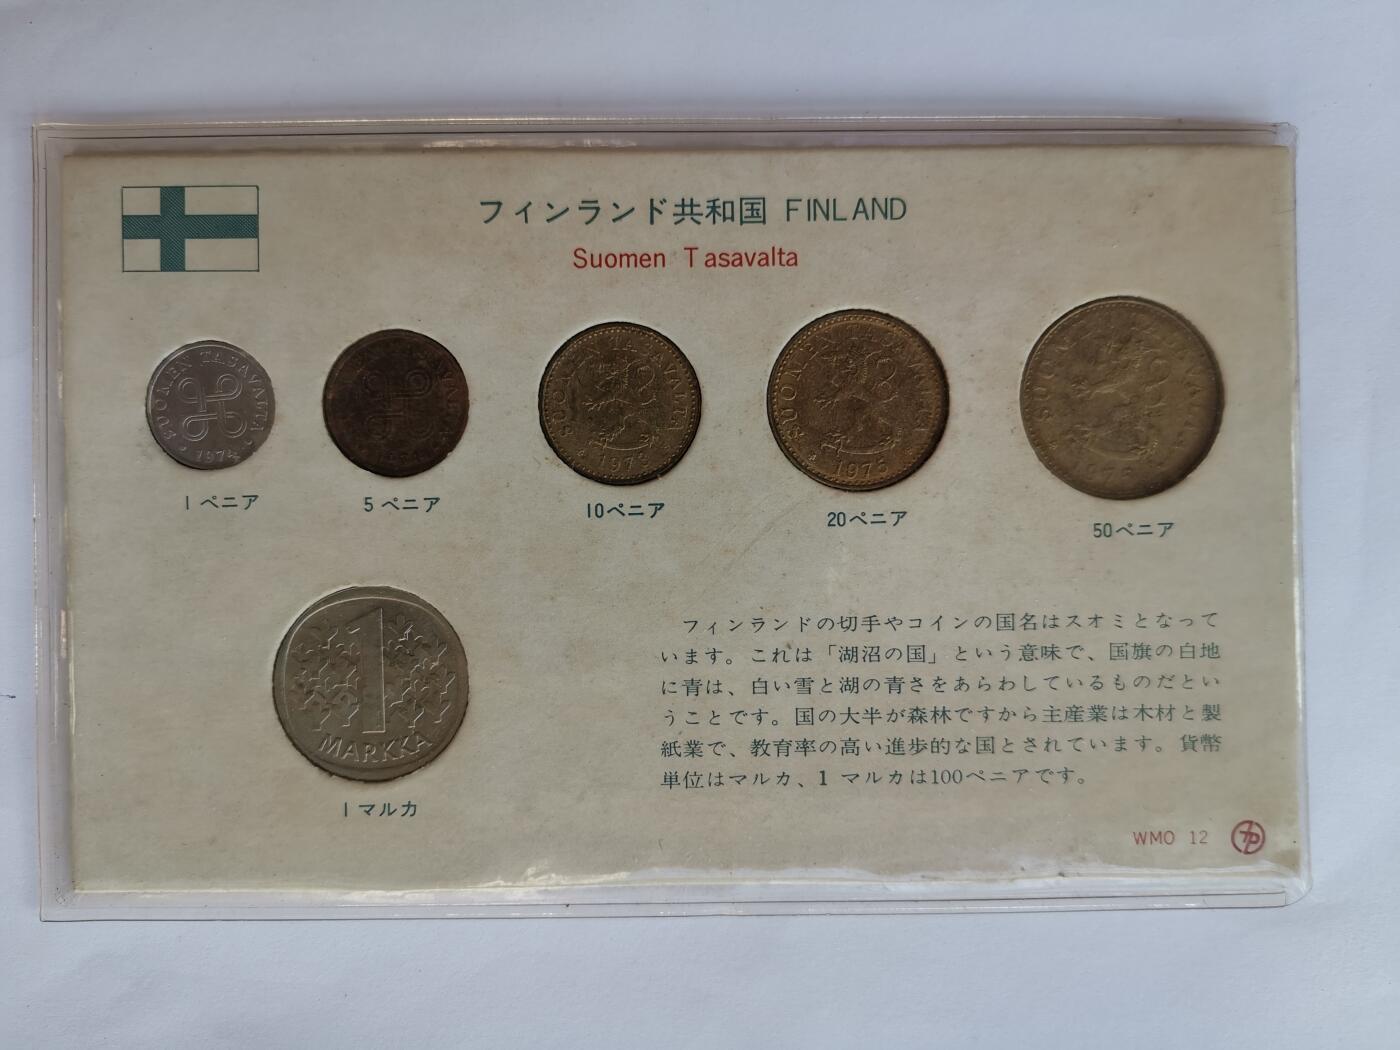 フィンランド共和国 FINLAND
Suomen Tasavalta
SUOMEN TASAVALTA
1974
SUOMEN TASAVALTA
197
SUOMEN TASAVALTA
1975
SUOMEN TASAVALTA
1975
1 ペニア
5 ペニア
10ペニア
20ペニア
50ペニア
1
MARKKA
1 マルカ
フィンランドの切手やコインの国名はスオミとなって
います。これは「湖沼の国」という意味で、国旗の白地
に青は、白い雪と湖の青さをあらわしているものだとい
うことです。国の大半が森林ですから主産業は木材と製
紙業で、教育率の高い進歩的な国とされています。貨幣
単位はマルカ、1 マルカは100ペニアです。
WMO 12